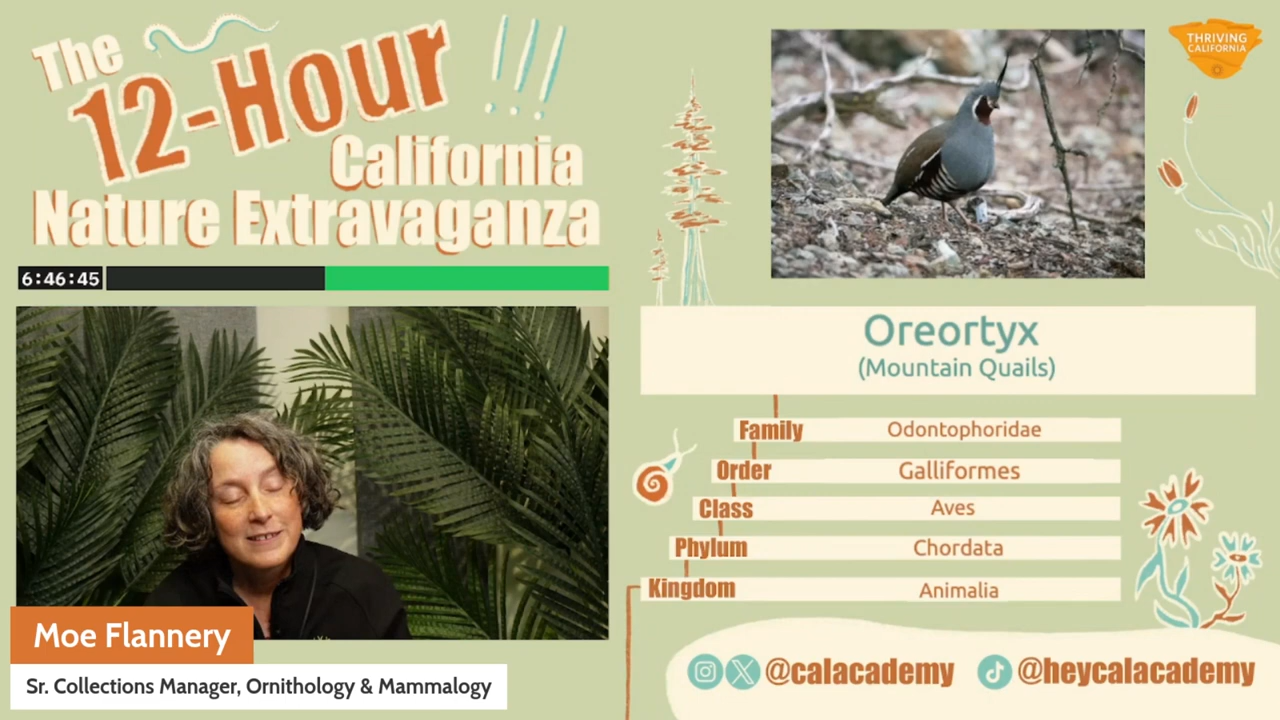 The
12-Hour
!!!
California
Nature Extravaganza
6:46:45
Moe Flannery
Sr. Collections Manager, Ornithology & Mammalogy
THRIVING
CALIFORNIA
Oreortyx
(Mountain Quails)
Family Odontophoridae
Order Galliformes
Class Aves
Phylum Chordata
Kingdom Animalia
@calacademy @heycalacademy